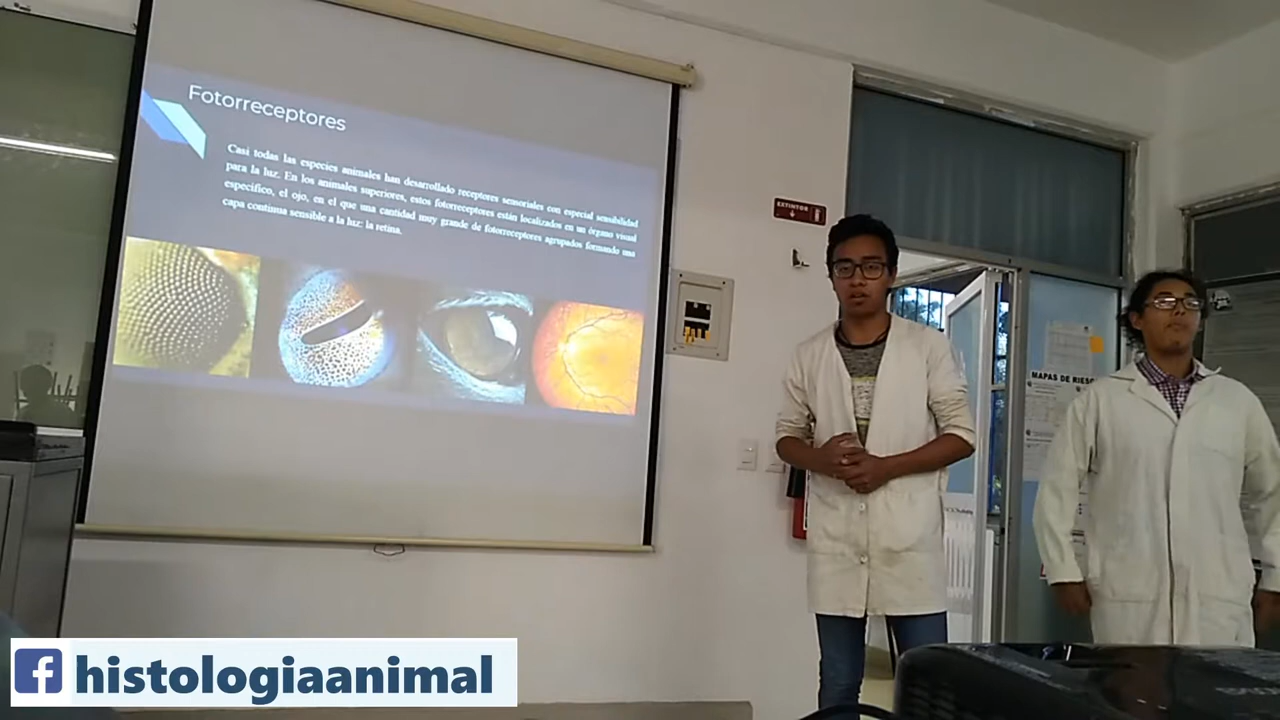 Fotorreceptores
Casi todas las especies animales han desarrollado receptores sensoriales con especial sensibilidad
para la luz. En los animales superiores, estos fotorreceptores están localizados en un órgano visual
específico, el ojo, en el que una cantidad muy grande de fotorreceptores agrupados formando una
capa continua sensible a la luz: la retina.
EXTINTOR
MAPAS DE RIESG
histologiaanimal